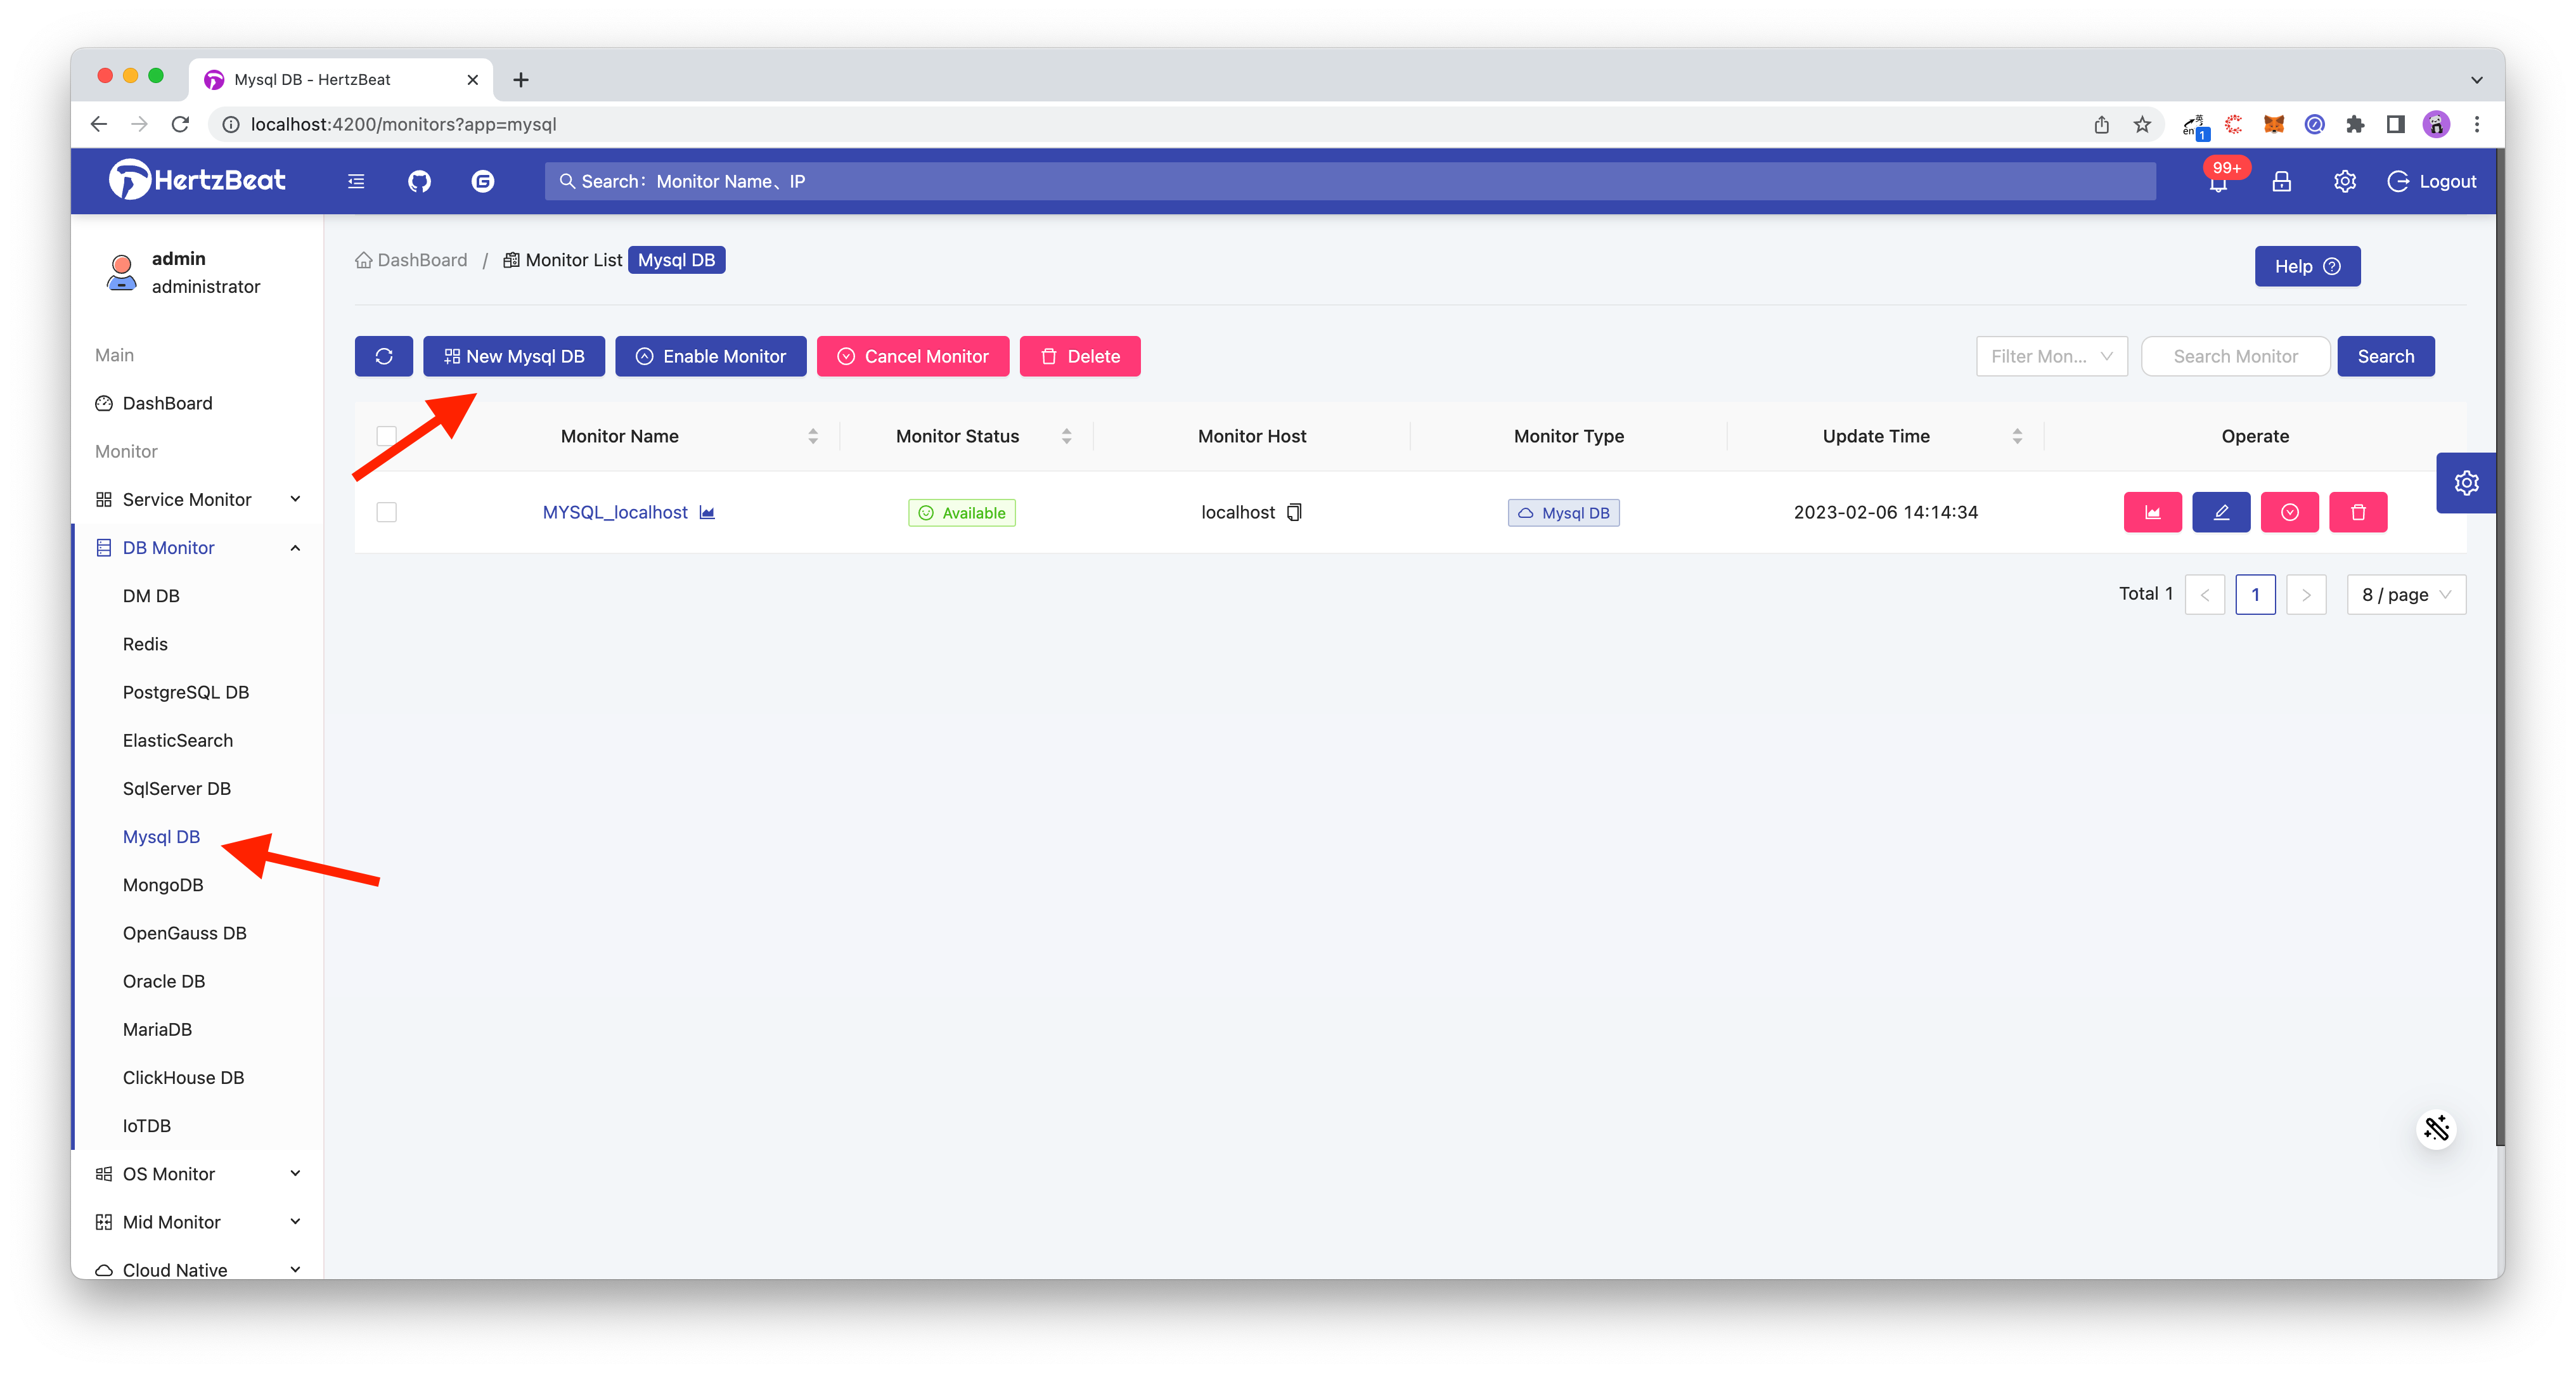 Mysql DB - HertzBeat
localhost:4200/monitors?app=mysql
英
en
1
HertzBeat
Search：Monitor Name、IP
99+
Logout
admin
administrator
Main
DashBoard
Monitor
Service Monitor
DB Monitor
DM DB
Redis
PostgreSQL DB
ElasticSearch
SqlServer DB
Mysql DB
MongoDB
OpenGauss DB
Oracle DB
MariaDB
ClickHouse DB
IoTDB
OS Monitor
Mid Monitor
Cloud Native
DashBoard / Monitor List Mysql DB
Help
New Mysql DB Enable Monitor Cancel Monitor Delete
Filter Mon... Search Monitor Search
Monitor Name Monitor Status Monitor Host Monitor Type Update Time Operate
MYSQL_localhost Available localhost Mysql DB 2023-02-06 14:14:34
Total 1 < 1 > 8 / page